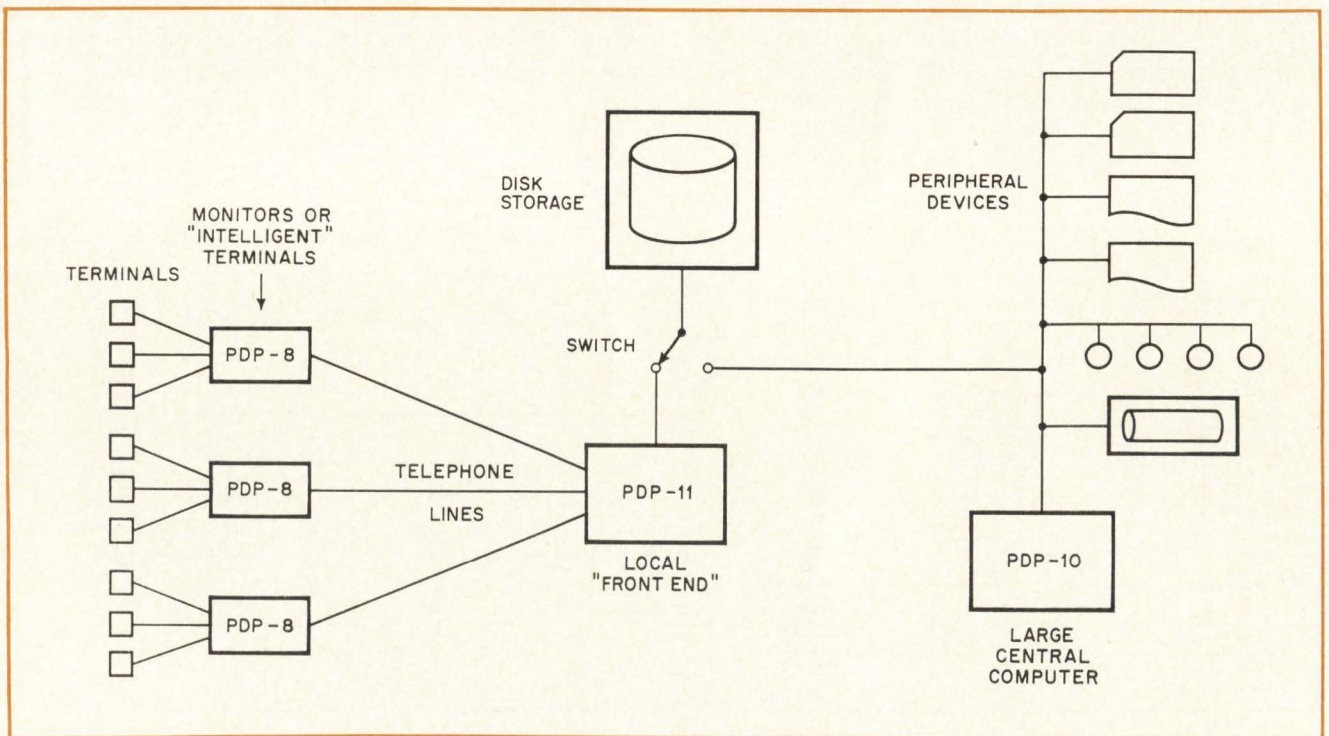 TERMINALS
MONITORS OR
"INTELLIGENT"
TERMINALS
PDP-8
PDP-8
PDP-8
TELEPHONE
LINES
DISK
STORAGE
SWITCH
PDP-11
LOCAL
"FRONT END"
PERIPHERAL
DEVICES
PDP-10
LARGE
CENTRAL
COMPUTER